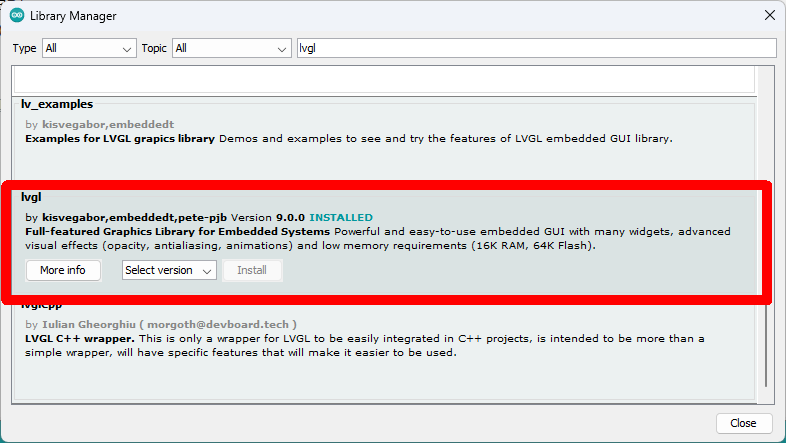 Library Manager
Type All Topic All lvgl
lv_examples
by kisvegabor,embeddedt
Examples for LVGL grapics library Demos and examples to see and try the features of LVGL embedded GUI library.
lvgl
by kisvegabor,embeddedt,pete-pjb Version 9.0.0 INSTALLED
Full-featured Graphics Library for Embedded Systems Powerful and easy-to-use embedded GUI with many widgets, advanced
visual effects (opacity, antialiasing, animations) and low memory requirements (16K RAM, 64K Flash).
More info Select version Install
lvglcpp
by Iulian Gheorghiu ( morgoth@devboard.tech )
LVGL C++ wrapper. This is only a wrapper for LVGL to be easily integrated in C++ projects, is intended to be more than a
simple wrapper, will have specific features that will make it easier to be used.
Close